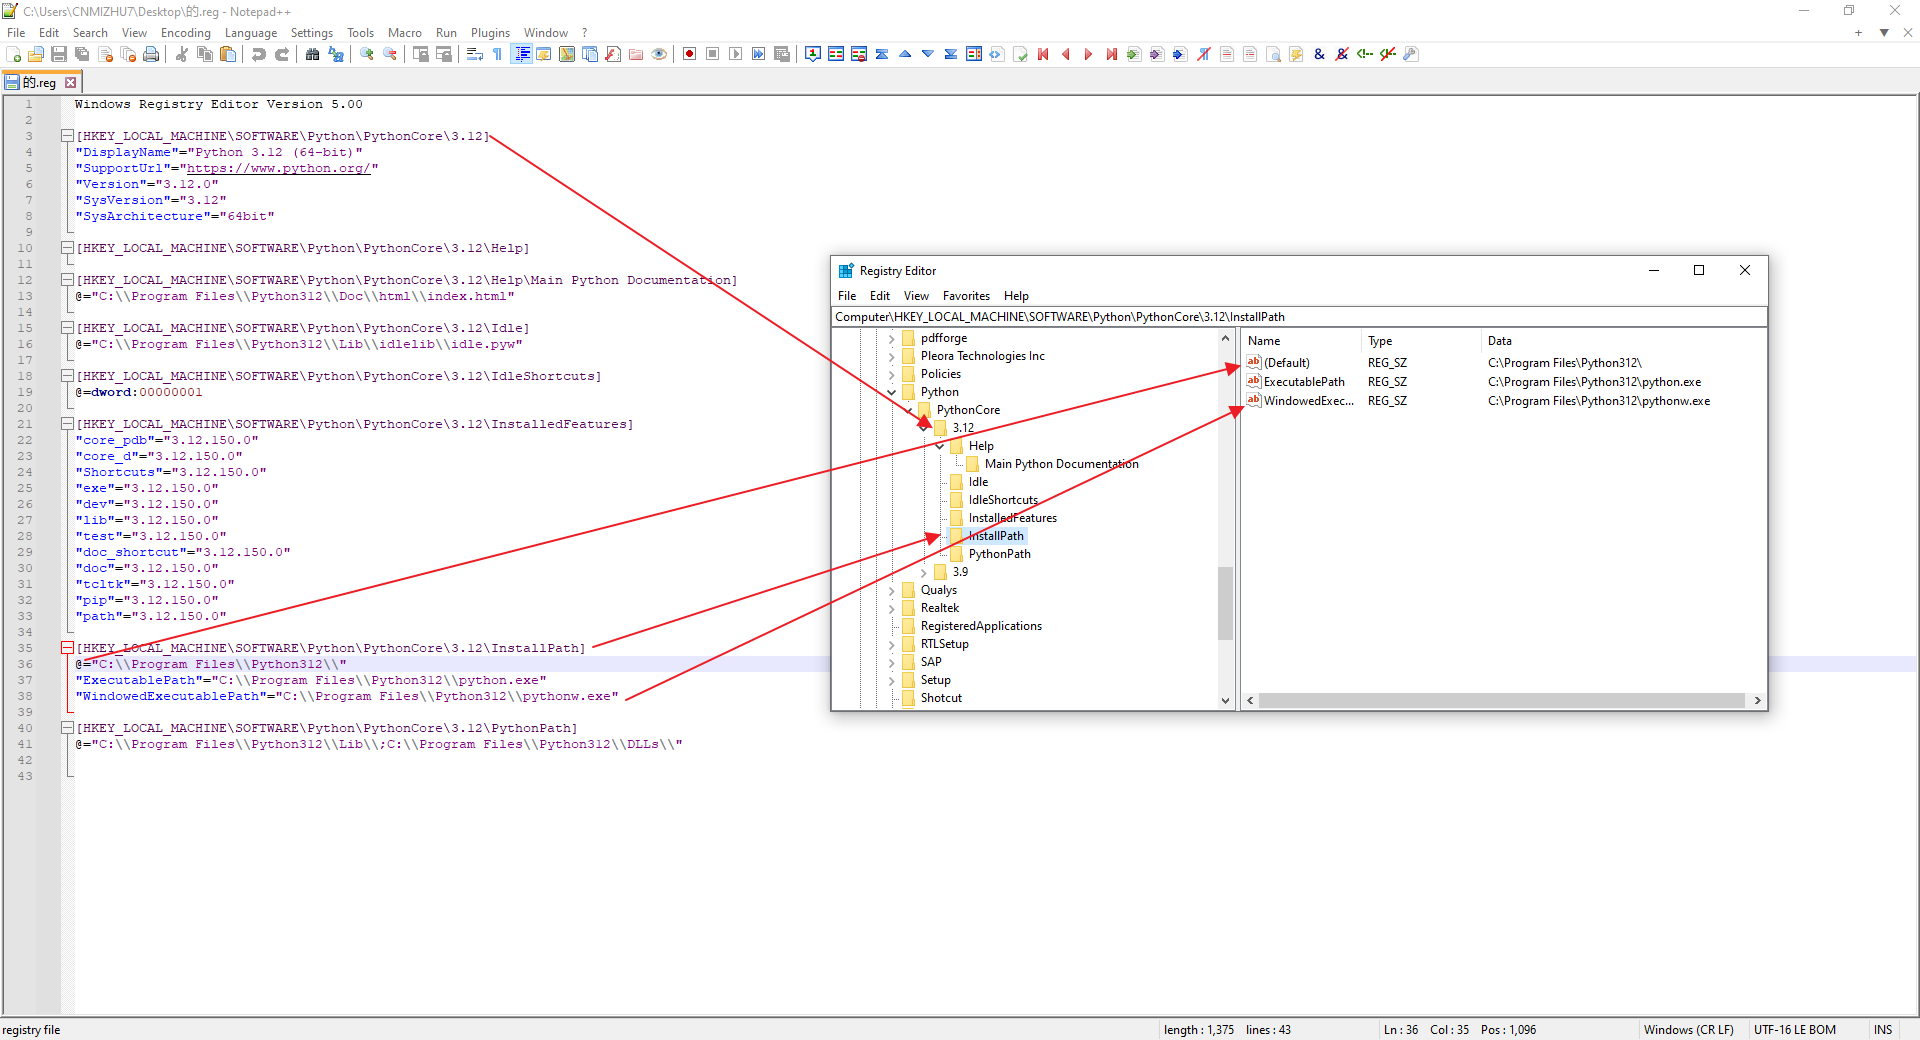 C:\Users\CNMIZHU7\Desktop\的.reg - Notepad++
File Edit Search View Encoding Language Settings Tools Macro Run Plugins Window ?
的.reg
1 Windows Registry Editor Version 5.00
2
3 [HKEY_LOCAL_MACHINE\SOFTWARE\Python\PythonCore\3.12]
4 "DisplayName"="Python 3.12 (64-bit)"
5 "SupportUrl"="https://www.python.org/"
6 "Version"="3.12.0"
7 "SysVersion"="3.12"
8 "SysArchitecture"="64bit"
9
10 [HKEY_LOCAL_MACHINE\SOFTWARE\Python\PythonCore\3.12\Help]
11
12 [HKEY_LOCAL_MACHINE\SOFTWARE\Python\PythonCore\3.12\Help\Main Python Documentation]
13 @="C:\\Program Files\\Python312\\Doc\\html\\index.html"
14
15 [HKEY_LOCAL_MACHINE\SOFTWARE\Python\PythonCore\3.12\Idle]
16 @="C:\\Program Files\\Python312\\Lib\\idlelib\\idle.pyw"
17
18 [HKEY_LOCAL_MACHINE\SOFTWARE\Python\PythonCore\3.12\IdleShortcuts]
19 @=dword:00000001
20
21 [HKEY_LOCAL_MACHINE\SOFTWARE\Python\PythonCore\3.12\InstalledFeatures]
22 "core_pdb"="3.12.150.0"
23 "core_d"="3.12.150.0"
24 "Shortcuts"="3.12.150.0"
25 "exe"="3.12.150.0"
26 "dev"="3.12.150.0"
27 "lib"="3.12.150.0"
28 "test"="3.12.150.0"
29 "doc_shortcut"="3.12.150.0"
30 "doc"="3.12.150.0"
31 "tcltk"="3.12.150.0"
32 "pip"="3.12.150.0"
33 "path"="3.12.150.0"
34
35 [HKEY_LOCAL_MACHINE\SOFTWARE\Python\PythonCore\3.12\InstallPath]
36 @="C:\\Program Files\\Python312\\"
37 "ExecutablePath"="C:\\Program Files\\Python312\\python.exe"
38 "WindowedExecutablePath"="C:\\Program Files\\Python312\\pythonw.exe"
39
40 [HKEY_LOCAL_MACHINE\SOFTWARE\Python\PythonCore\3.12\PythonPath]
41 @="C:\\Program Files\\Python312\\Lib\\;C:\\Program Files\\Python312\\DLLs\\"
42
43
Registry Editor
File Edit View Favorites Help
Computer\HKEY_LOCAL_MACHINE\SOFTWARE\Python\PythonCore\3.12\InstallPath
pdfforge
Pleora Technologies Inc
Policies
Python
PythonCore
3.12
Help
Main Python Documentation
Idle
IdleShortcuts
InstalledFeatures
InstallPath
PythonPath
3.9
Qualys
Realtek
RegisteredApplications
RTLSetup
SAP
Setup
Shotcut
Name Type Data
(Default) REG_SZ C:\Program Files\Python312\
ExecutablePath REG_SZ C:\Program Files\Python312\python.exe
WindowedExec... REG_SZ C:\Program Files\Python312\pythonw.exe
registry file length : 1,375 lines : 43 Ln : 36 Col : 35 Pos : 1,096 Windows (CR LF) UTF-16 LE BOM INS